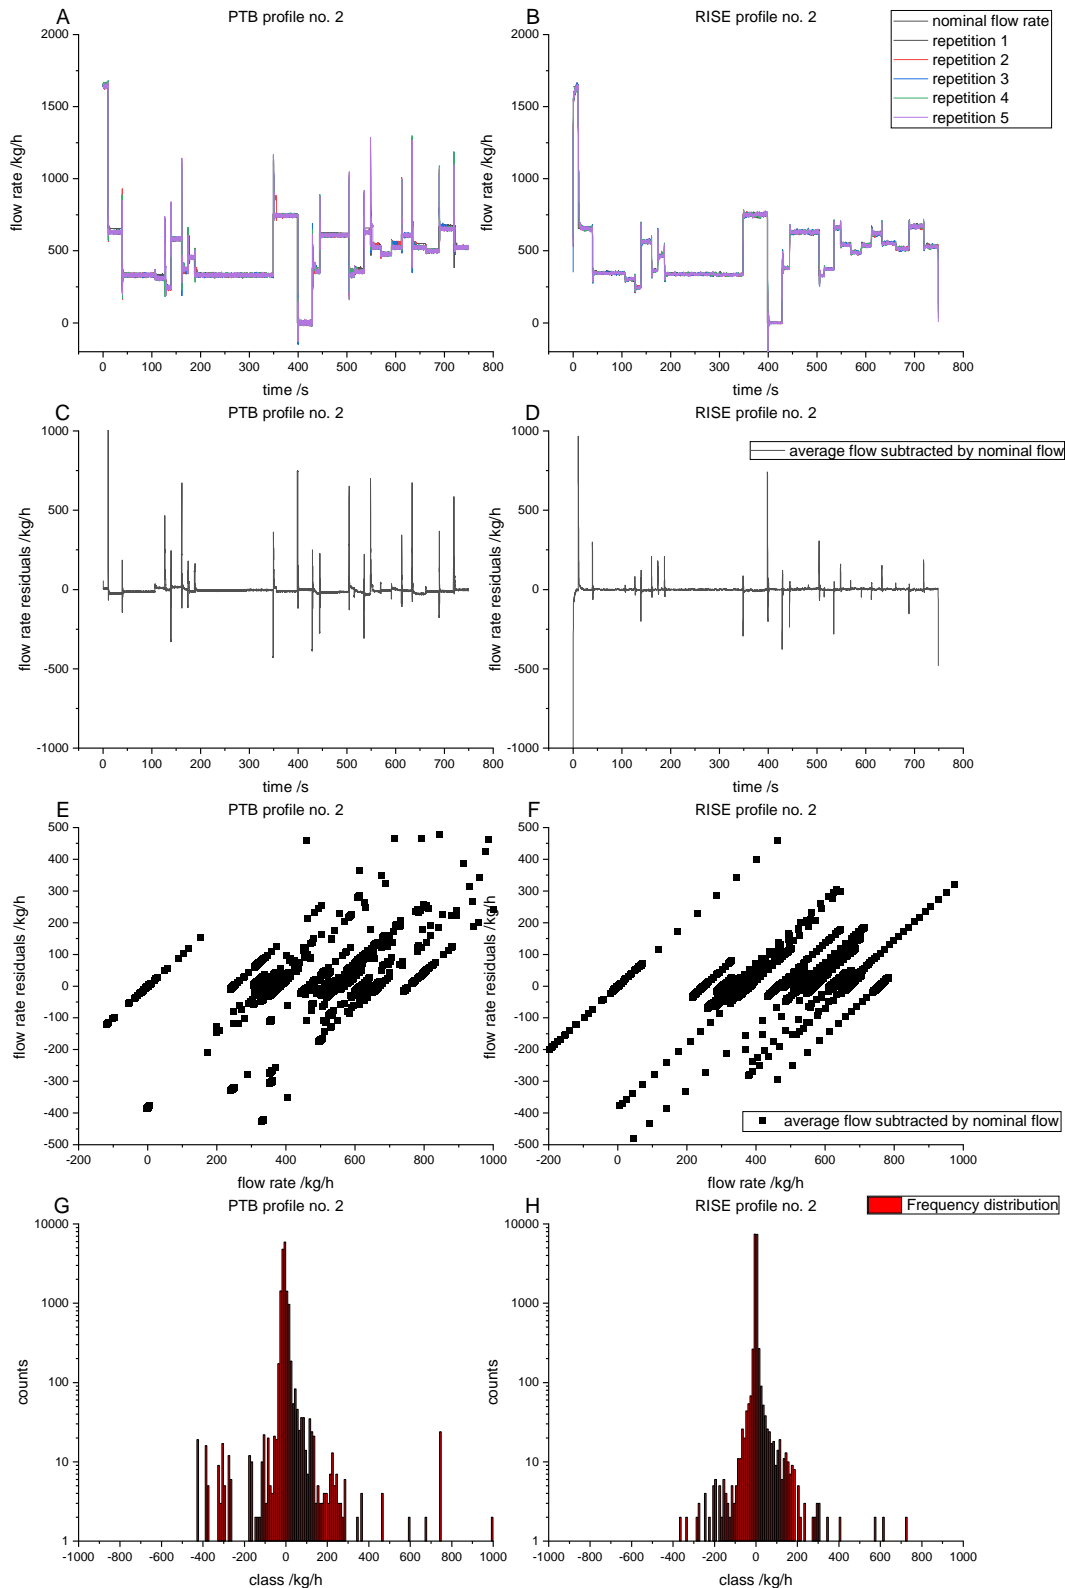 A PTB profile no. 2
2000
1500
1000
500
0
flow rate /kg/h
0 100 200 300 400 500 600 700 800
time /s
B RISE profile no. 2
nominal flow rate
repetition 1
repetition 2
repetition 3
repetition 4
repetition 5
2000
1500
1000
500
0
flow rate /kg/h
0 100 200 300 400 500 600 700 800
time /s
C PTB profile no. 2
1000
500
0
-500
-1000
flow rate residuals /kg/h
0 100 200 300 400 500 600 700 800
time /s
D RISE profile no. 2
average flow subtracted by nominal flow
1000
500
0
-500
-1000
flow rate residuals /kg/h
0 100 200 300 400 500 600 700 800
time /s
E PTB profile no. 2
500
400
300
200
100
0
-100
-200
-300
-400
-500
flow rate residuals /kg/h
-200 0 200 400 600 800 1000
flow rate /kg/h
F RISE profile no. 2
500
400
300
200
100
0
-100
-200
-300
-400
-500
flow rate residuals /kg/h
average flow subtracted by nominal flow
-200 0 200 400 600 800 1000
flow rate /kg/h
G PTB profile no. 2
10000
1000
100
10
1
counts
-1000 -800 -600 -400 -200 0 200 400 600 800 1000
class /kg/h
H RISE profile no. 2
Frequency distribution
10000
1000
100
10
1
counts
-1000 -800 -600 -400 -200 0 200 400 600 800 1000
class /kg/h